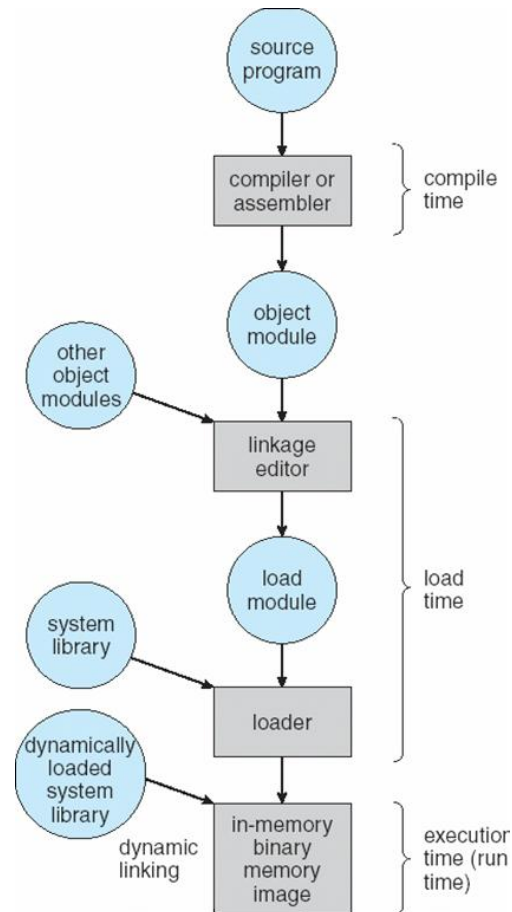 source
program
compiler or
assembler
compile
time
object
module
other
object
modules
linkage
editor
load
module
load
time
system
library
loader
dynamically
loaded
system
library
dynamic
linking
in-memory
binary
memory
image
execution
time (run
time)